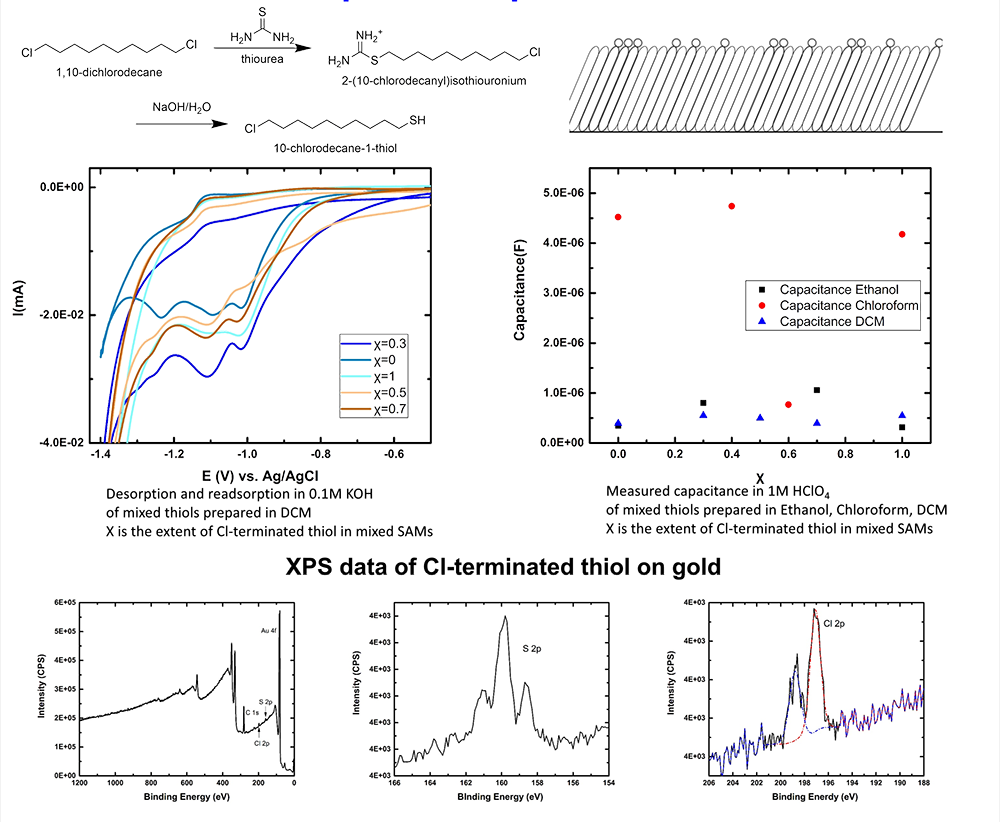 S
Cl
Cl
NH₂
NH₂
thiourea
1,10-dichlorodecane
NH₂⁺
NH₂
S
Cl
2-(10-chlorodecanyl)isothiouronium
NaOH/H₂O
Cl
SH
10-chlorodecane-1-thiol
0.0E+00
-2.0E-02
-4.0E-02
I(mA)
χ=0.3
χ=0
χ=1
χ=0.5
χ=0.7
-1.4
-1.2
-1.0
-0.8
-0.6
E (V) vs. Ag/AgCl
Desorption and readsorption in 0.1M KOH
of mixed thiols prepared in DCM
X is the extent of Cl-terminated thiol in mixed SAMs
5.0E-06
4.0E-06
3.0E-06
2.0E-06
1.0E-06
0.0E+00
Capacitance(F)
Capacitance Ethanol
Capacitance Chloroform
Capacitance DCM
0.0
0.2
0.4
0.6
0.8
1.0
X
Measured capacitance in 1M HClO₄
of mixed thiols prepared in Ethanol, Chloroform, DCM
X is the extent of Cl-terminated thiol in mixed SAMs
XPS data of Cl-terminated thiol on gold
6E+05
5E+05
4E+05
3E+05
2E+05
1E+05
0E+00
Intensity (CPS)
Au 4f
S 2p
C 1s
Cl 2p
1200
1000
800
600
400
200
0
Binding Energy (eV)
4E+03
4E+03
4E+03
4E+03
4E+03
Intensity (CPS)
S 2p
166
164
162
160
158
156
154
BInding Energy (eV)
4E+03
4E+03
4E+03
4E+03
4E+03
Intensity (CPS)
Cl 2p
206
204
202
200
198
196
194
192
190
188
Binding Enerdy (eV)